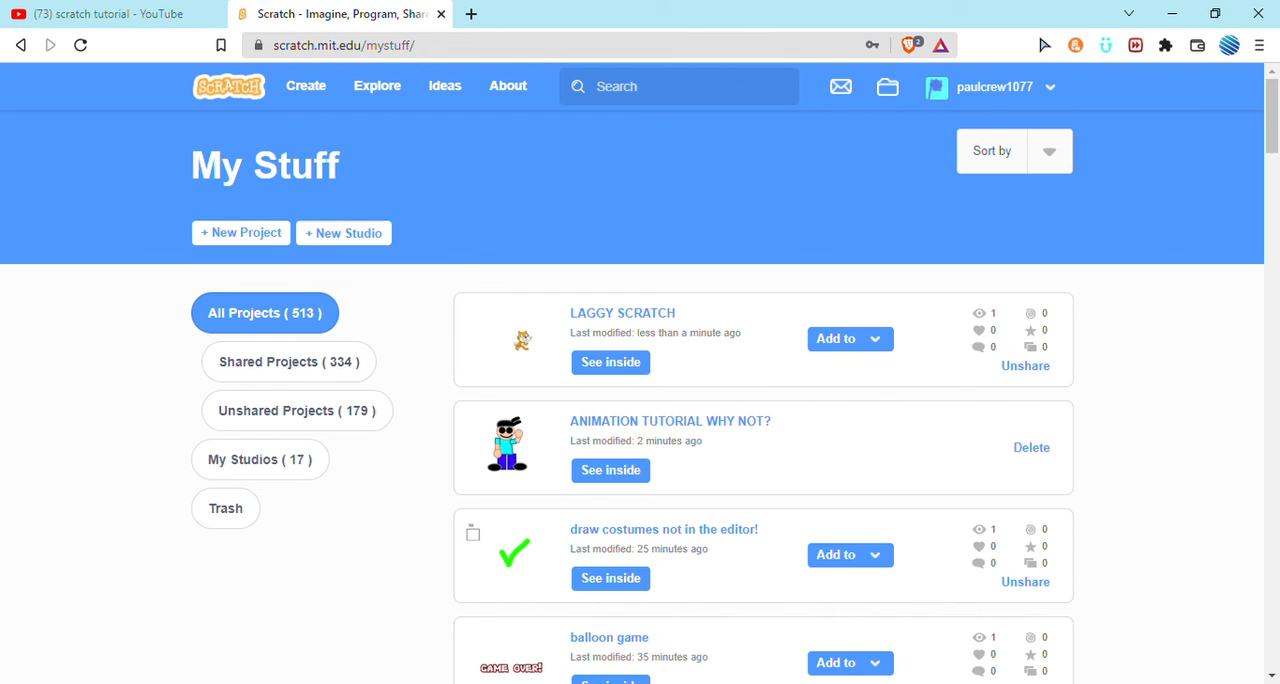 (73) scratch tutorial - YouTube
Scratch - Imagine, Program, Shar
scratch.mit.edu/mystuff/
2
SCRATCH
Create
Explore
Ideas
About
Search
paulcrew1077
My Stuff
Sort by
+ New Project
+ New Studio
All Projects ( 513 )
Shared Projects ( 334 )
Unshared Projects ( 179 )
My Studios ( 17 )
Trash
LAGGY SCRATCH
Last modified: less than a minute ago
See inside
Add to
1 0
0 0
0 0
Unshare
ANIMATION TUTORIAL WHY NOT?
Last modified: 2 minutes ago
See inside
Delete
draw costumes not in the editor!
Last modified: 25 minutes ago
See inside
Add to
1 0
0 0
0 0
Unshare
GAME OVER!
balloon game
Last modified: 35 minutes ago
See inside
Add to
1 0
0 0
0 0